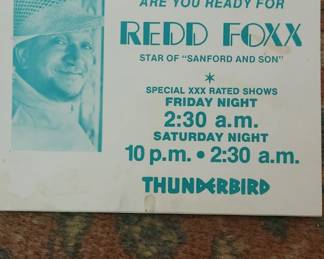 ARE YOU READY FOR
REDD FOXX
STAR OF "SANFORD AND SON"
*
SPECIAL XXX RATED SHOWS
FRIDAY NIGHT
2:30 a.m.
SATURDAY NIGHT
10 p.m. • 2:30 a.m.
THUNDERBIRD